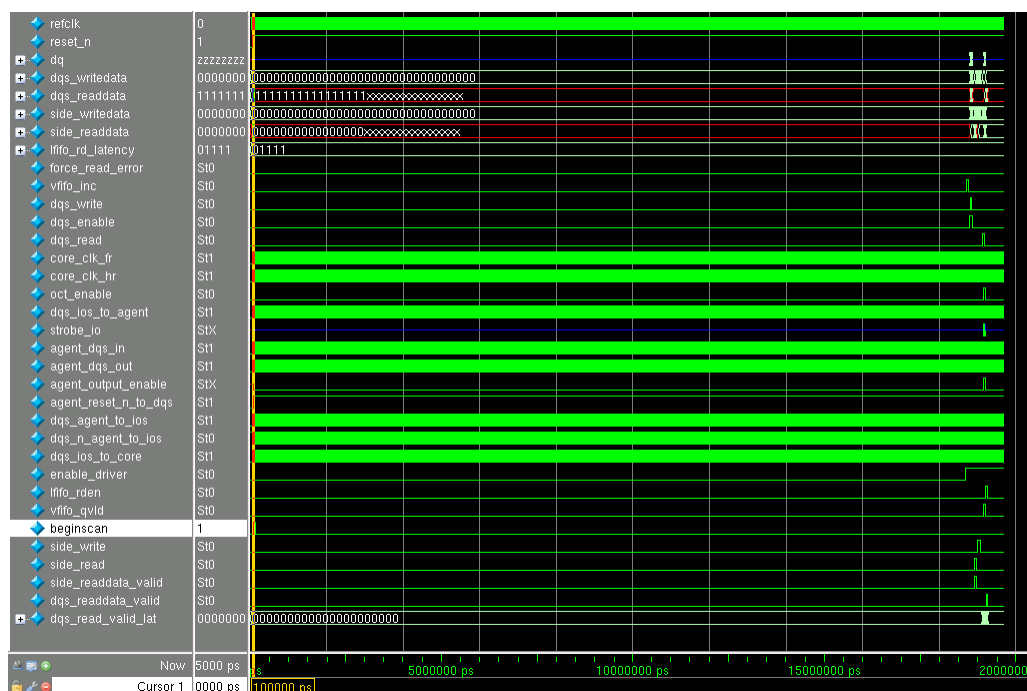 refclk 0
reset_n 1
dq zzzzzzzz
dqs_writedata 0000000 00000000000000000000000000000000
dqs_readdata 1111111
side_writedata 0000000 00000000000000000000000000000000
side_readdata 0000000
lfifo_rd_latency 01111 01111
force_read_error St0
vfifo_inc St0
dqs_write St0
dqs_enable St0
dqs_read St0
core_clk_fr St1
core_clk_hr St1
oct_enable St0
dqs_ios_to_agent St1
strobe_io StX
agent_dqs_in St1
agent_dqs_out St1
agent_output_enable StX
agent_reset_n_to_dqs St1
dqs_agent_to_ios St1
dqs_n_agent_to_ios St0
dqs_ios_to_core St1
enable_driver St0
lfifo_rden St0
vfifo_qvld St0
beginscan 1
side_write St0
side_read St0
side_readdata_valid St0
dqs_readdata_valid St0
dqs_read_valid_lat 0000000
Now 5000 ps ps 5000000 ps 10000000 ps 15000000 ps 2000000
Cursor 1 0000 ps 100000 ps